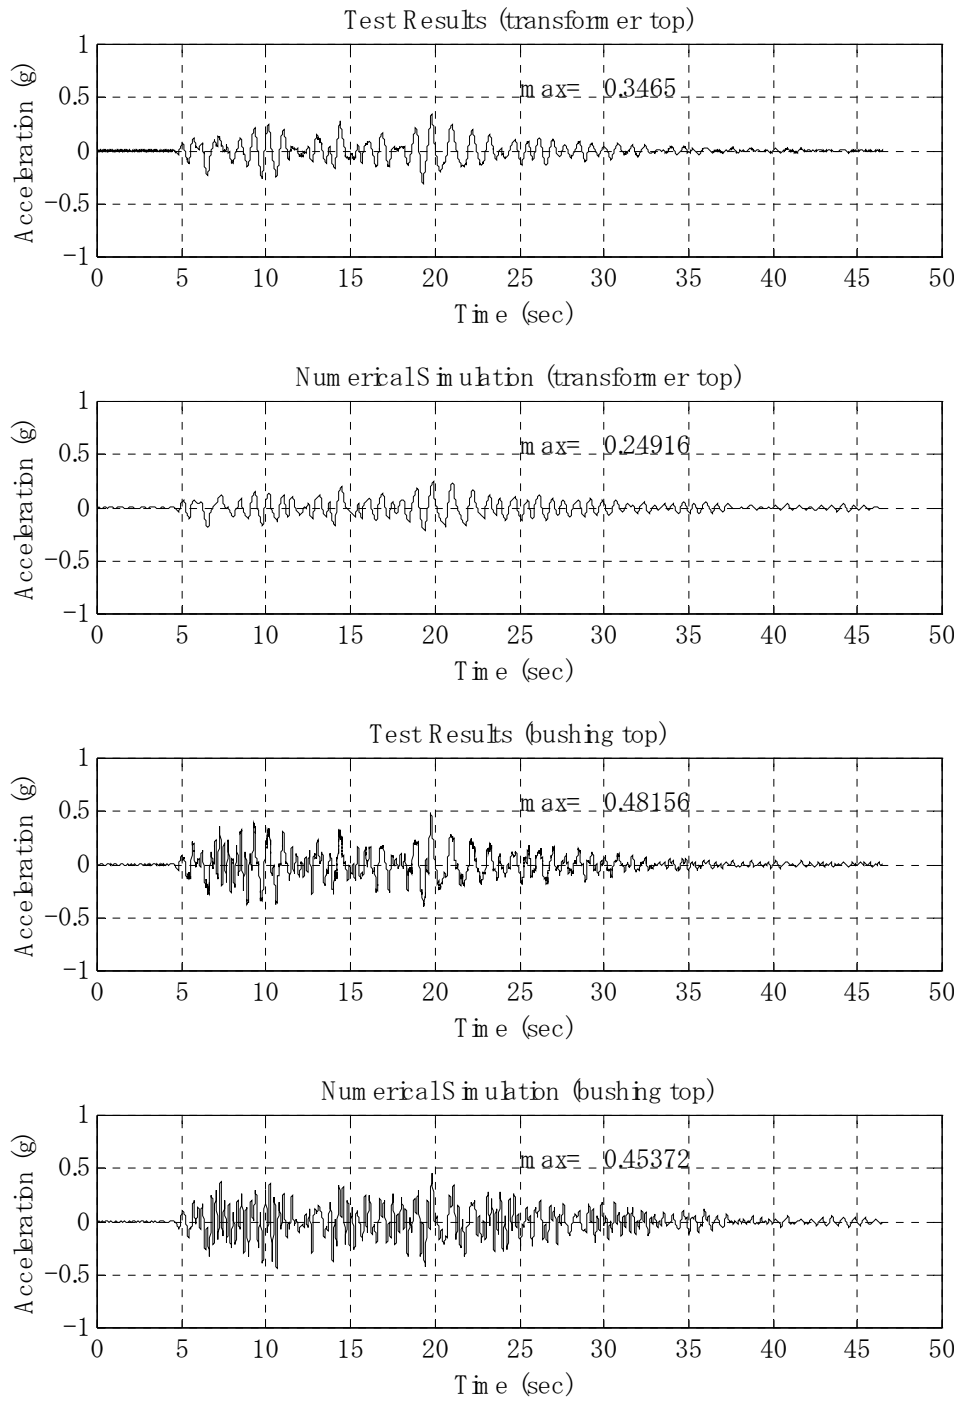 Test Results (transformer top)
1
0.5
0
-0.5
-1
Acceleration (g)
max= 0.3465
0 5 10 15 20 25 30 35 40 45 50
Time (sec)
Numerical Simulation (transformer top)
1
0.5
0
-0.5
-1
Acceleration (g)
max= 0.24916
0 5 10 15 20 25 30 35 40 45 50
Time (sec)
Test Results (bushing top)
1
0.5
0
-0.5
-1
Acceleration (g)
max= 0.48156
0 5 10 15 20 25 30 35 40 45 50
Time (sec)
Numerical Simulation (bushing top)
1
0.5
0
-0.5
-1
Acceleration (g)
max= 0.45372
0 5 10 15 20 25 30 35 40 45 50
Time (sec)